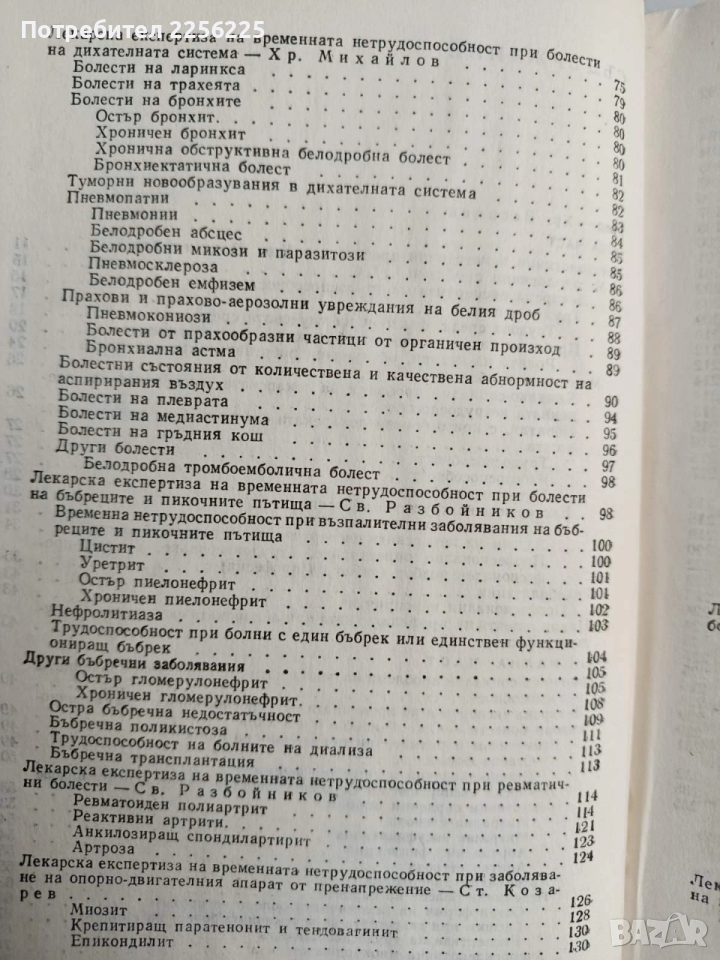 Потребител 2256225
Лекарска експертиза на временната нетрудоспособност при болести
на дихателната система — Хр. Михайлов
Болести на ларинкса . . . 75
Болести на трахеята . . . 79
Болести на бронхите . . . 80
Остър бронхит . . . 80
Хроничен бронхит . . . 80
Хронична обструктивна белодробна болест . . . 80
Бронхиектатична болест . . . 81
Туморни новообразувания в дихателната система . . . 82
Пневмопатии . . . 82
Пневмонии . . . 83
Белодробен абсцес . . . 84
Белодробни микози и паразитози . . . 85
Пневмосклероза . . . 85
Белодробен емфизем . . . 86
Прахови и прахово-аерозолни увреждания на белия дроб . . . 86
Пневмокониози . . . 87
Болести от прахообразни частици от органичен произход . . . 88
Бронхиална астма . . . 89
Болестни състояния от количествена и качествена абнормност на . . . 89
аспирирания въздух . . . 90
Болести на плеврата . . . 94
Болести на медиастинума . . . 95
Болести на гръдния кош . . . 96
Други болести . . . 97
Белодробна тромбоемболична болест . . . 98
Лекарска експертиза на временната нетрудоспособност при болести
на бъбреците и пикочните пътища — Св. Разбойников . . . 98
Временна нетрудоспособност при възпалителни заболявания на бъб-
реците и пикочните пътища . . . 100
Цистит . . . 100
Уретрит . . . 101
Остър пиелонефрит . . . 101
Хроничен пиелонефрит . . . 102
Нефролитиаза . . . 103
Трудоспособност при болни с един бъбрек или единствен функци-
ониращ бъбрек . . . 104
Други бъбречни заболявания . . . 105
Остър гломерулонефрит . . . 105
Хроничен гломерулонефрит. . . . 108
Остра бъбречна недостатъчност . . . 109
Бъбречна поликистоза . . . 111
Трудоспособност на болните на диализа . . . 113
Бъбречна трансплантация . . . 113
Лекарска експертиза на временната нетрудоспособност при ревматич-
ни болести — Св. Разбойников . . . 114
Ревматоиден полиартрит . . . 114
Реактивни артрити. . . . 121
Анкилозиращ спондилартирит . . . 123
Артроза . . . 124
Лекарска експертиза на временната нетрудоспособност при заболява-
не на опорно-двигателния апарат от пренапрежение — Ст. Коза-
рев . . . 126
Миозит . . . 128
Крепитиращ паратенонит и тендовагинит . . . 130
Епикондилит . . . 130
BAZAR.bg